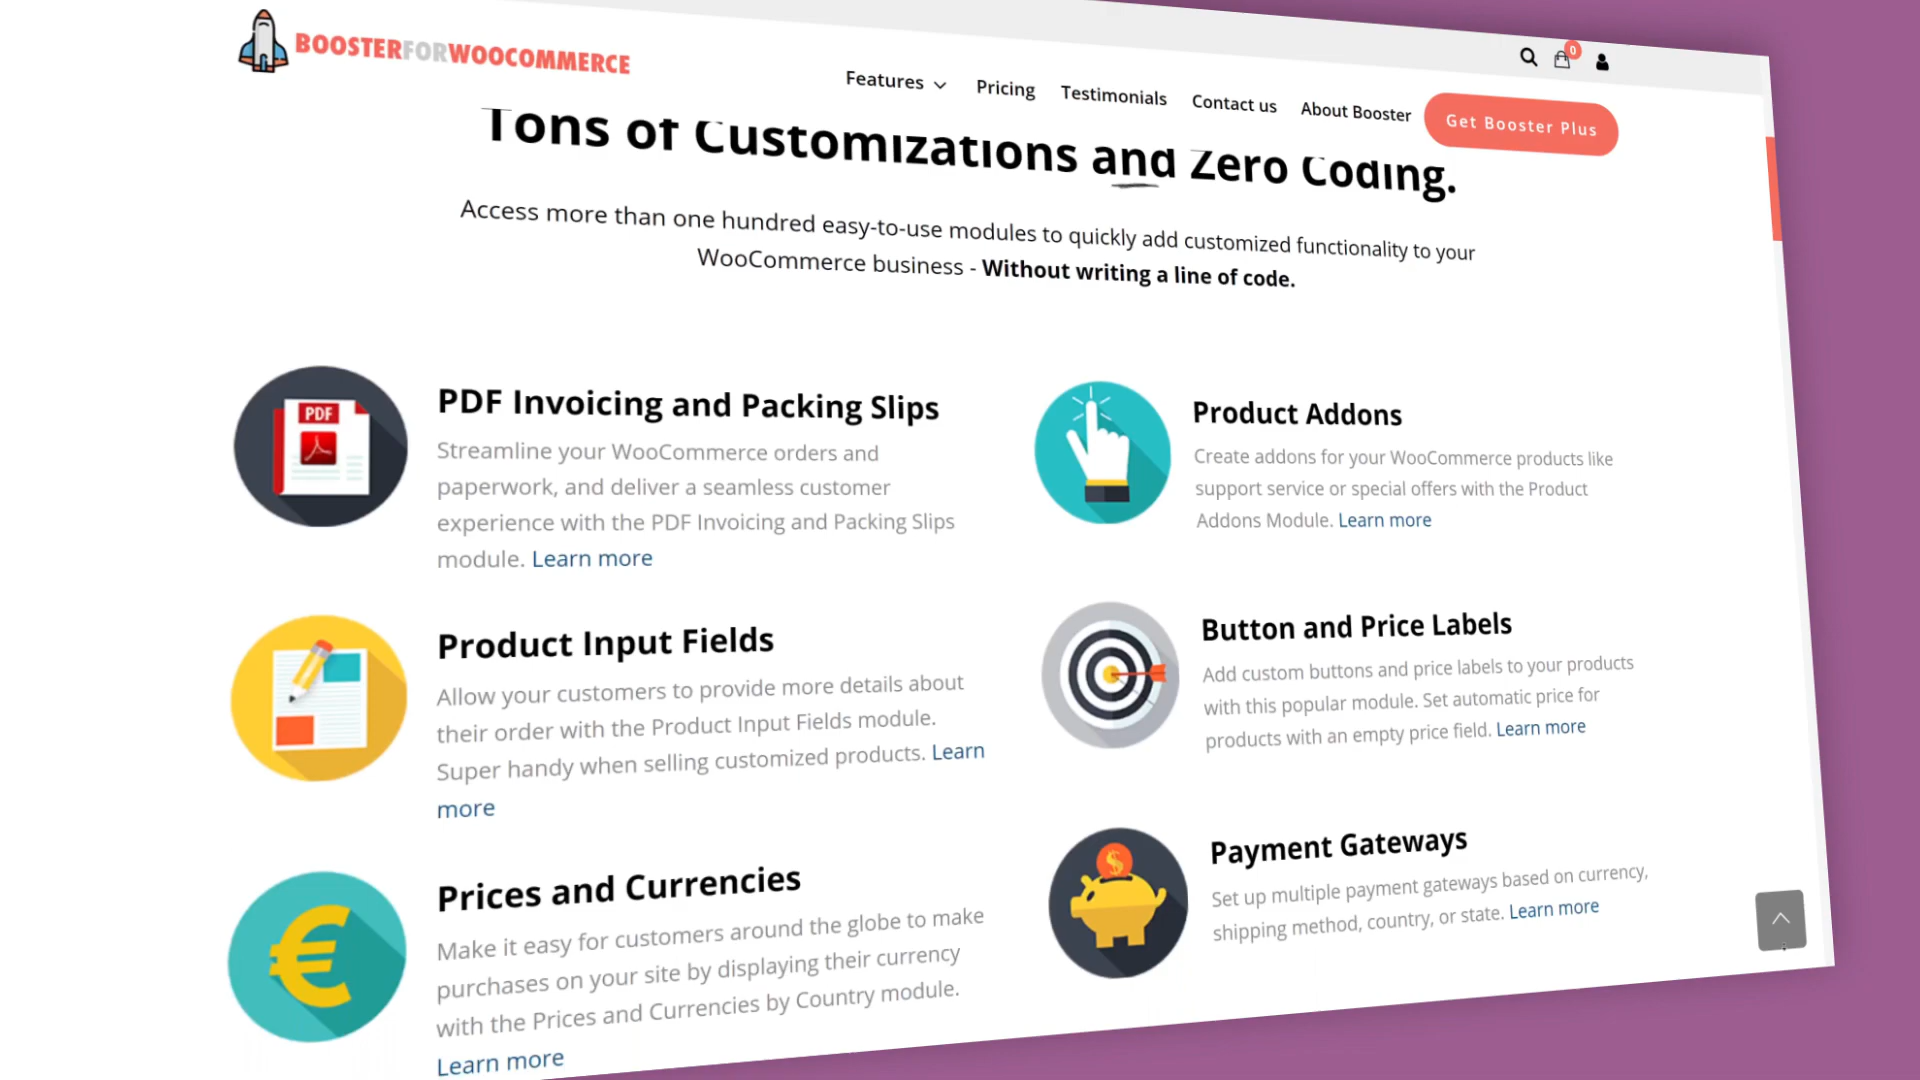 BOOSTERFORWOOCOMMERCE
0
Features
Pricing
Testimonials
Contact us
About Booster
Get Booster Plus
Tons of Customizations and Zero Coding.
Access more than one hundred easy-to-use modules to quickly add customized functionality to your
WooCommerce business - Without writing a line of code.
PDF
PDF Invoicing and Packing Slips
Streamline your WooCommerce orders and
paperwork, and deliver a seamless customer
experience with the PDF Invoicing and Packing Slips
module. Learn more
Product Addons
Create addons for your WooCommerce products like
support service or special offers with the Product
Addons Module. Learn more
Product Input Fields
Allow your customers to provide more details about
their order with the Product Input Fields module.
Super handy when selling customized products. Learn
more
Button and Price Labels
Add custom buttons and price labels to your products
with this popular module. Set automatic price for
products with an empty price field. Learn more
€
Prices and Currencies
Make it easy for customers around the globe to make
purchases on your site by displaying their currency
with the Prices and Currencies by Country module.
Learn more
$
Payment Gateways
Set up multiple payment gateways based on currency,
shipping method, country, or state. Learn more